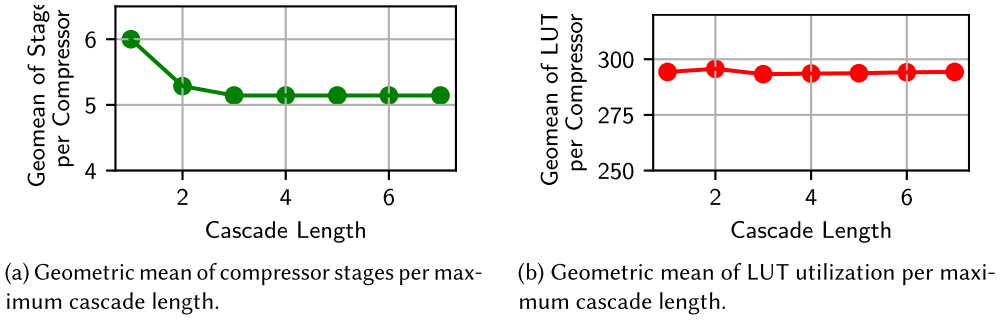 Geomean of Stage
per Compressor
6
5
4
2
4
6
Cascade Length
(a) Geometric mean of compressor stages per max-
imum cascade length.
Geomean of LUT
per Compressor
300
275
250
2
4
6
Cascade Length
(b) Geometric mean of LUT utilization per maxi-
mum cascade length.